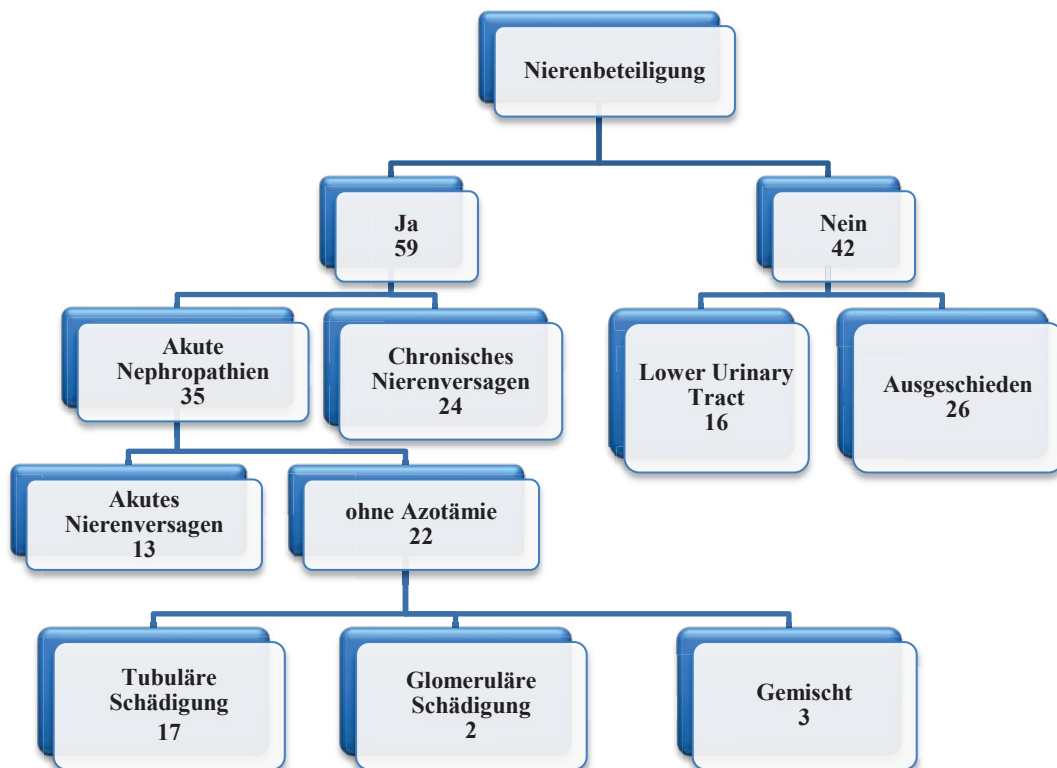 Nierenbeteiligung
Ja
59
Nein
42
Akute
Nephropathien
35
Chronisches
Nierenversagen
24
Lower Urinary
Tract
16
Ausgeschieden
26
Akutes
Nierenversagen
13
ohne Azotämie
22
Tubuläre
Schädigung
17
Glomeruläre
Schädigung
2
Gemischt
3